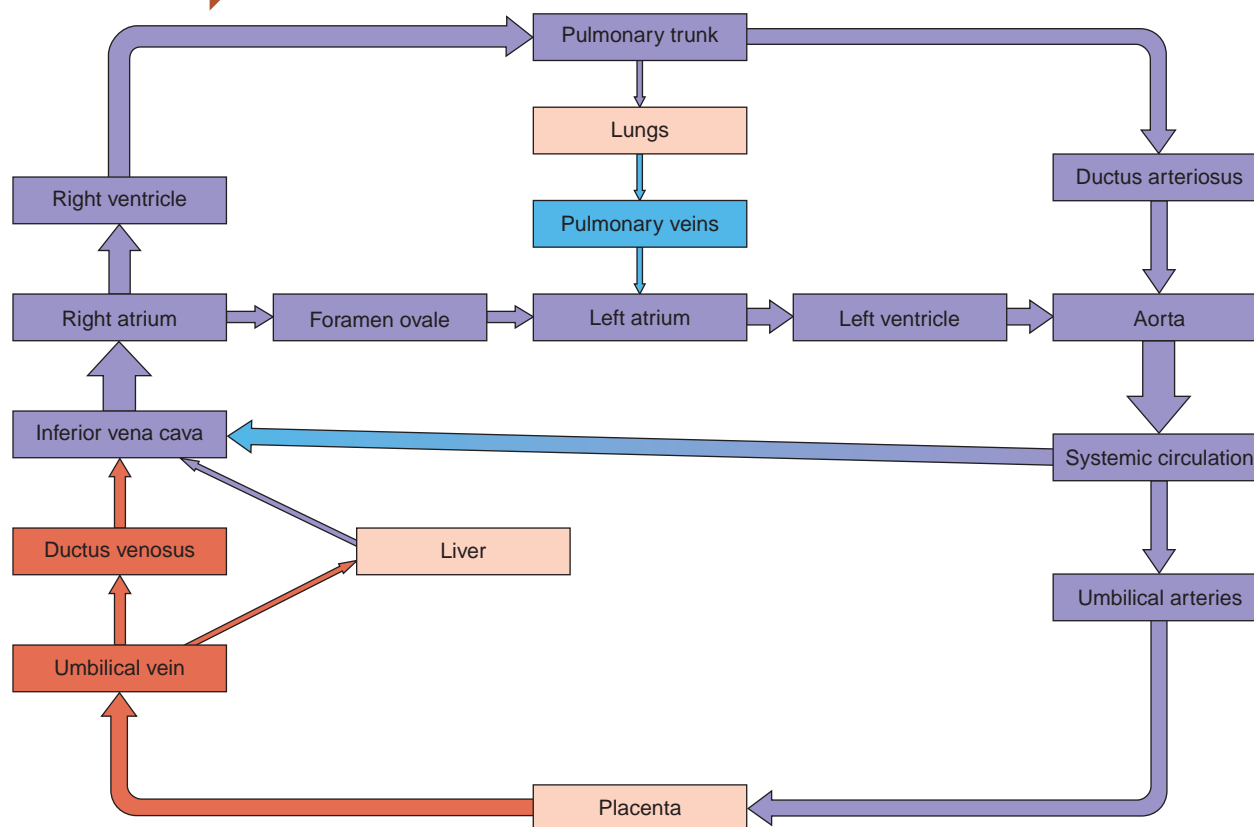 Pulmonary trunk
Lungs
Ductus arteriosus
Right ventricle
Pulmonary veins
Right atrium
Foramen ovale
Left atrium
Left ventricle
Aorta
Inferior vena cava
Systemic circulation
Ductus venosus
Liver
Umbilical arteries
Umbilical vein
Placenta